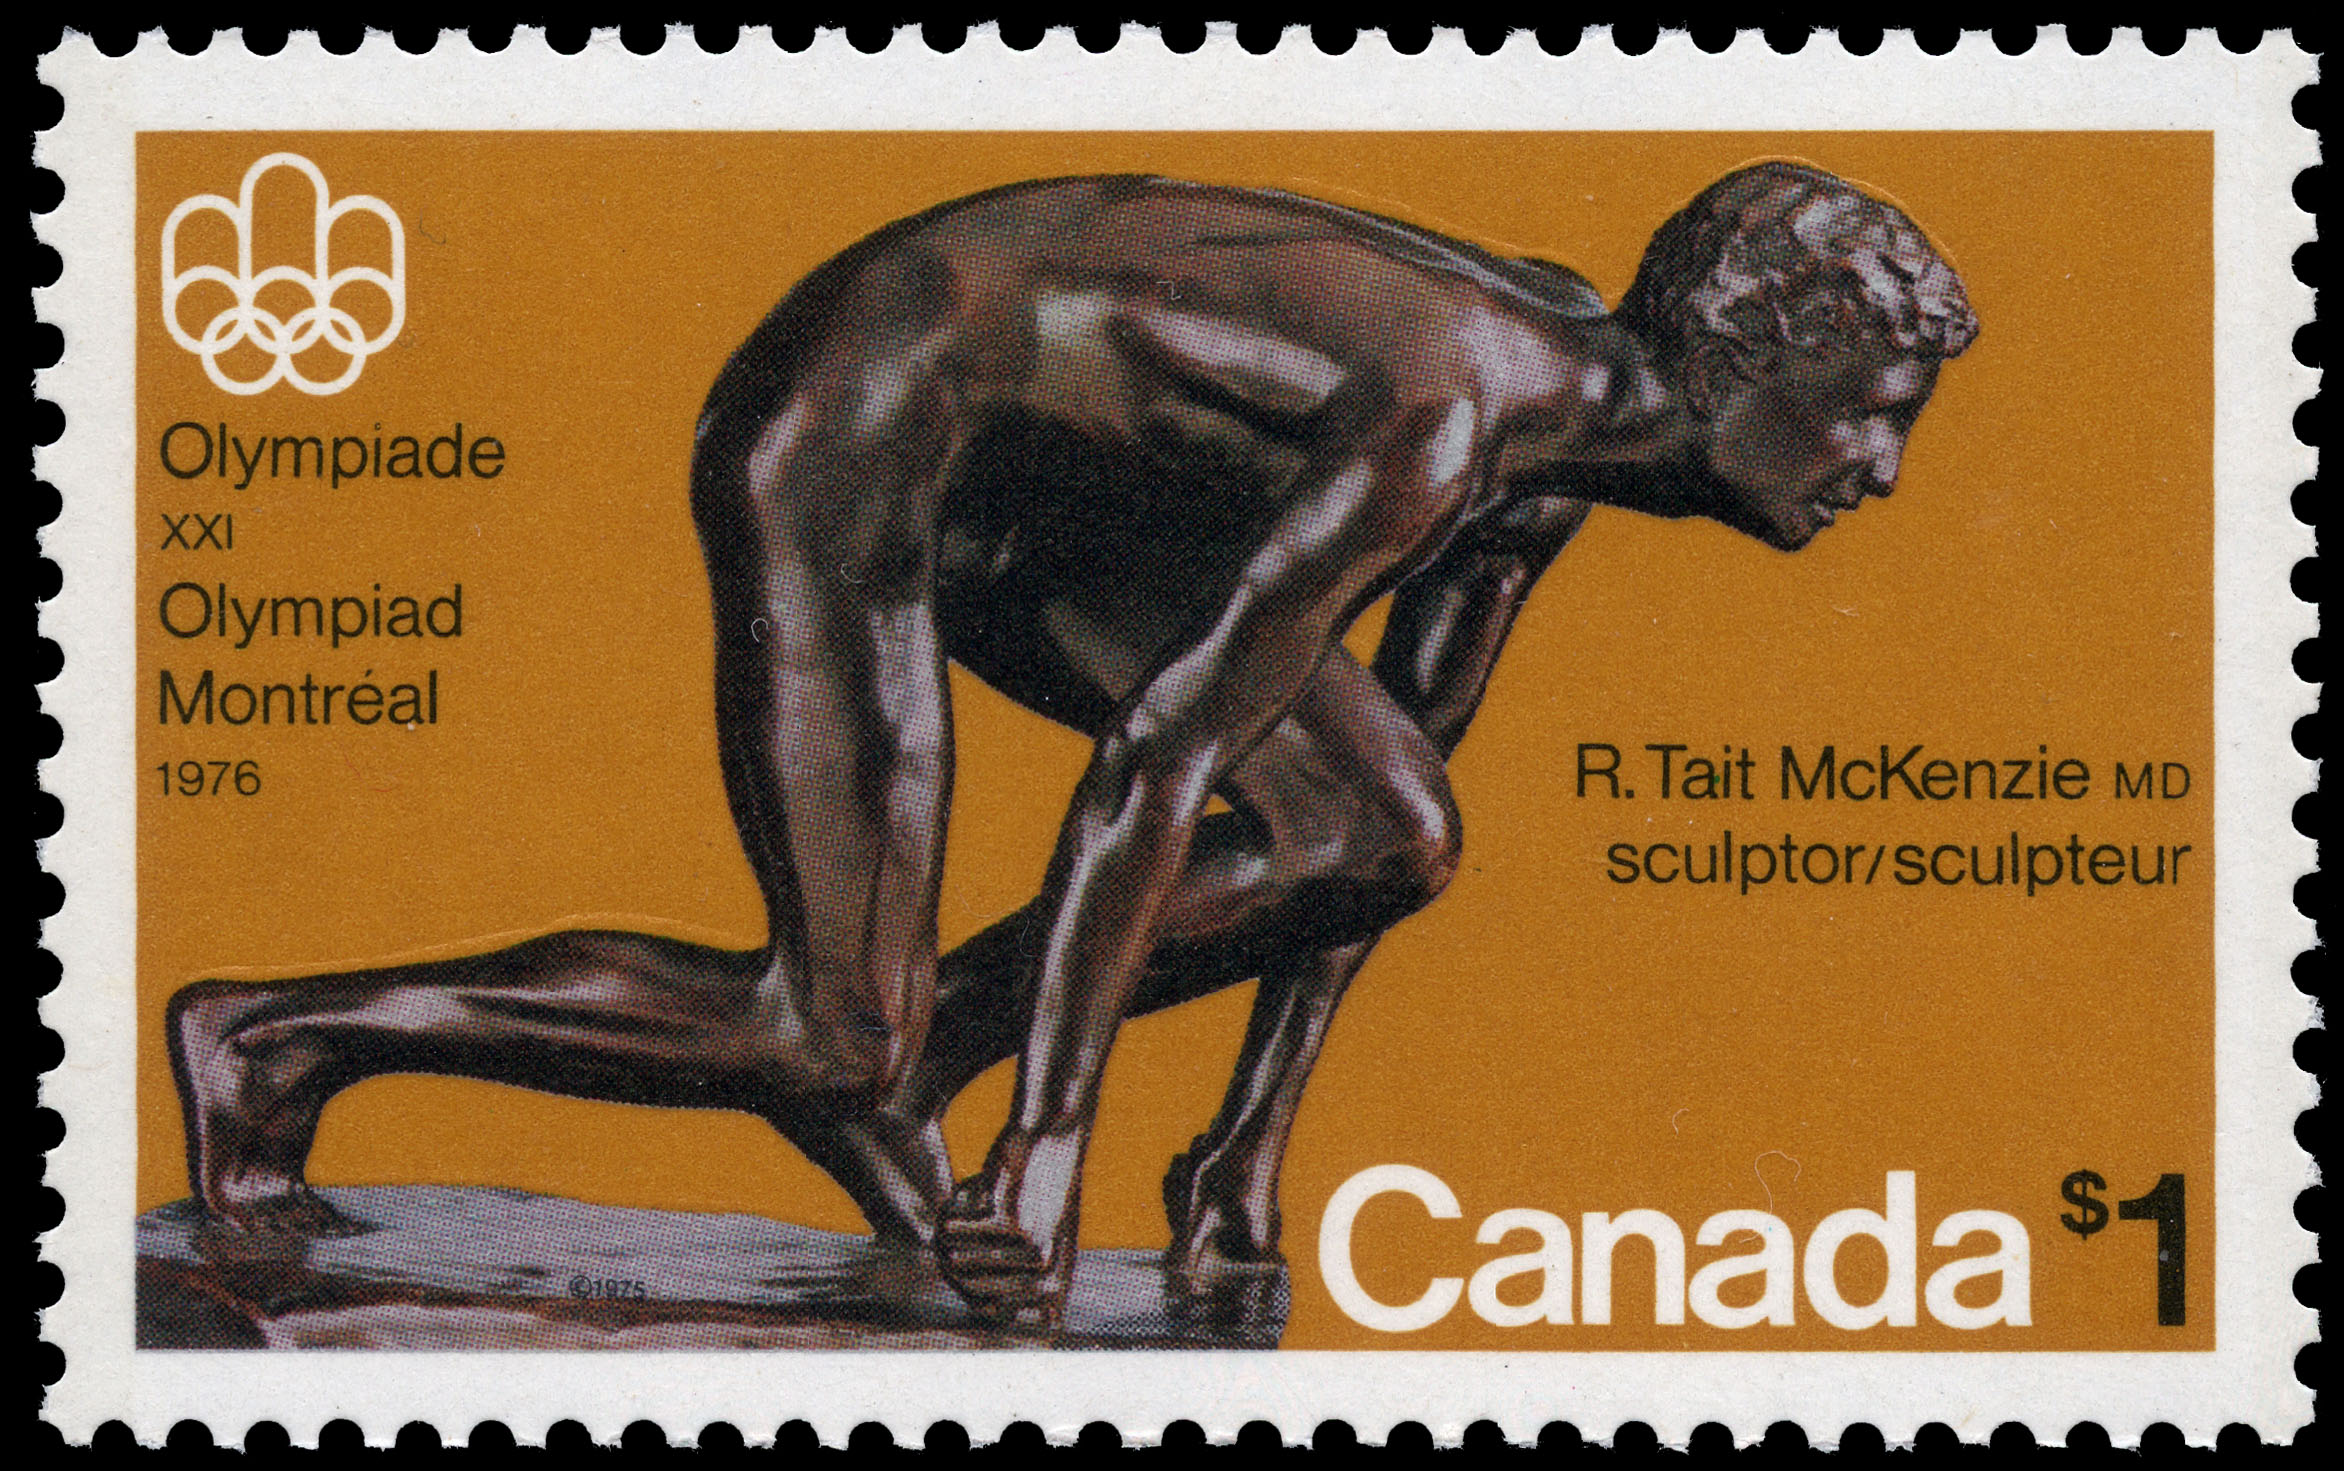 Olympiade
XXI
Olympiad
Montréal
1976
R. Tait McKenzie MD
sculptor/sculpteur
Canada $1
©1975